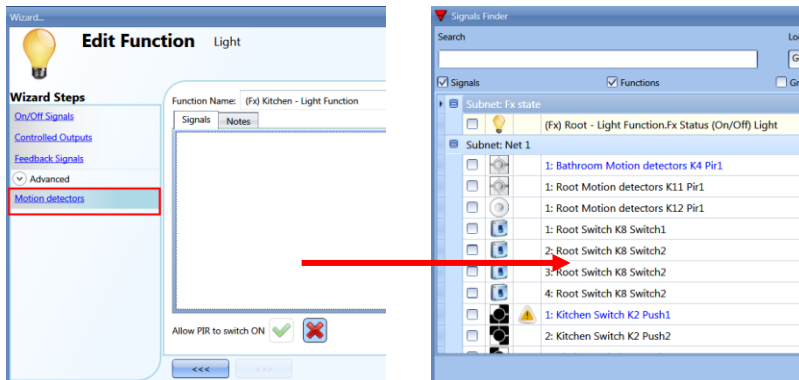 Wizard...
Edit Function Light
Wizard Steps
On/Off Signals
Controlled Outputs
Feedback Signals
Advanced
Motion detectors
Function Name: (Fx) Kitchen - Light Function
Signals Notes
Allow PIR to switch ON
<<< >>>
Signals Finder
Search
Signals Functions
Subnet: Fx state
(Fx) Root - Light Function.Fx Status (On/Off) Light
Subnet: Net 1
1: Bathroom Motion detectors K4 Pir1
1: Root Motion detectors K11 Pir1
1: Root Motion detectors K12 Pir1
1: Root Switch K8 Switch1
2: Root Switch K8 Switch2
3: Root Switch K8 Switch2
4: Root Switch K8 Switch2
1: Kitchen Switch K2 Push1
2: Kitchen Switch K2 Push2